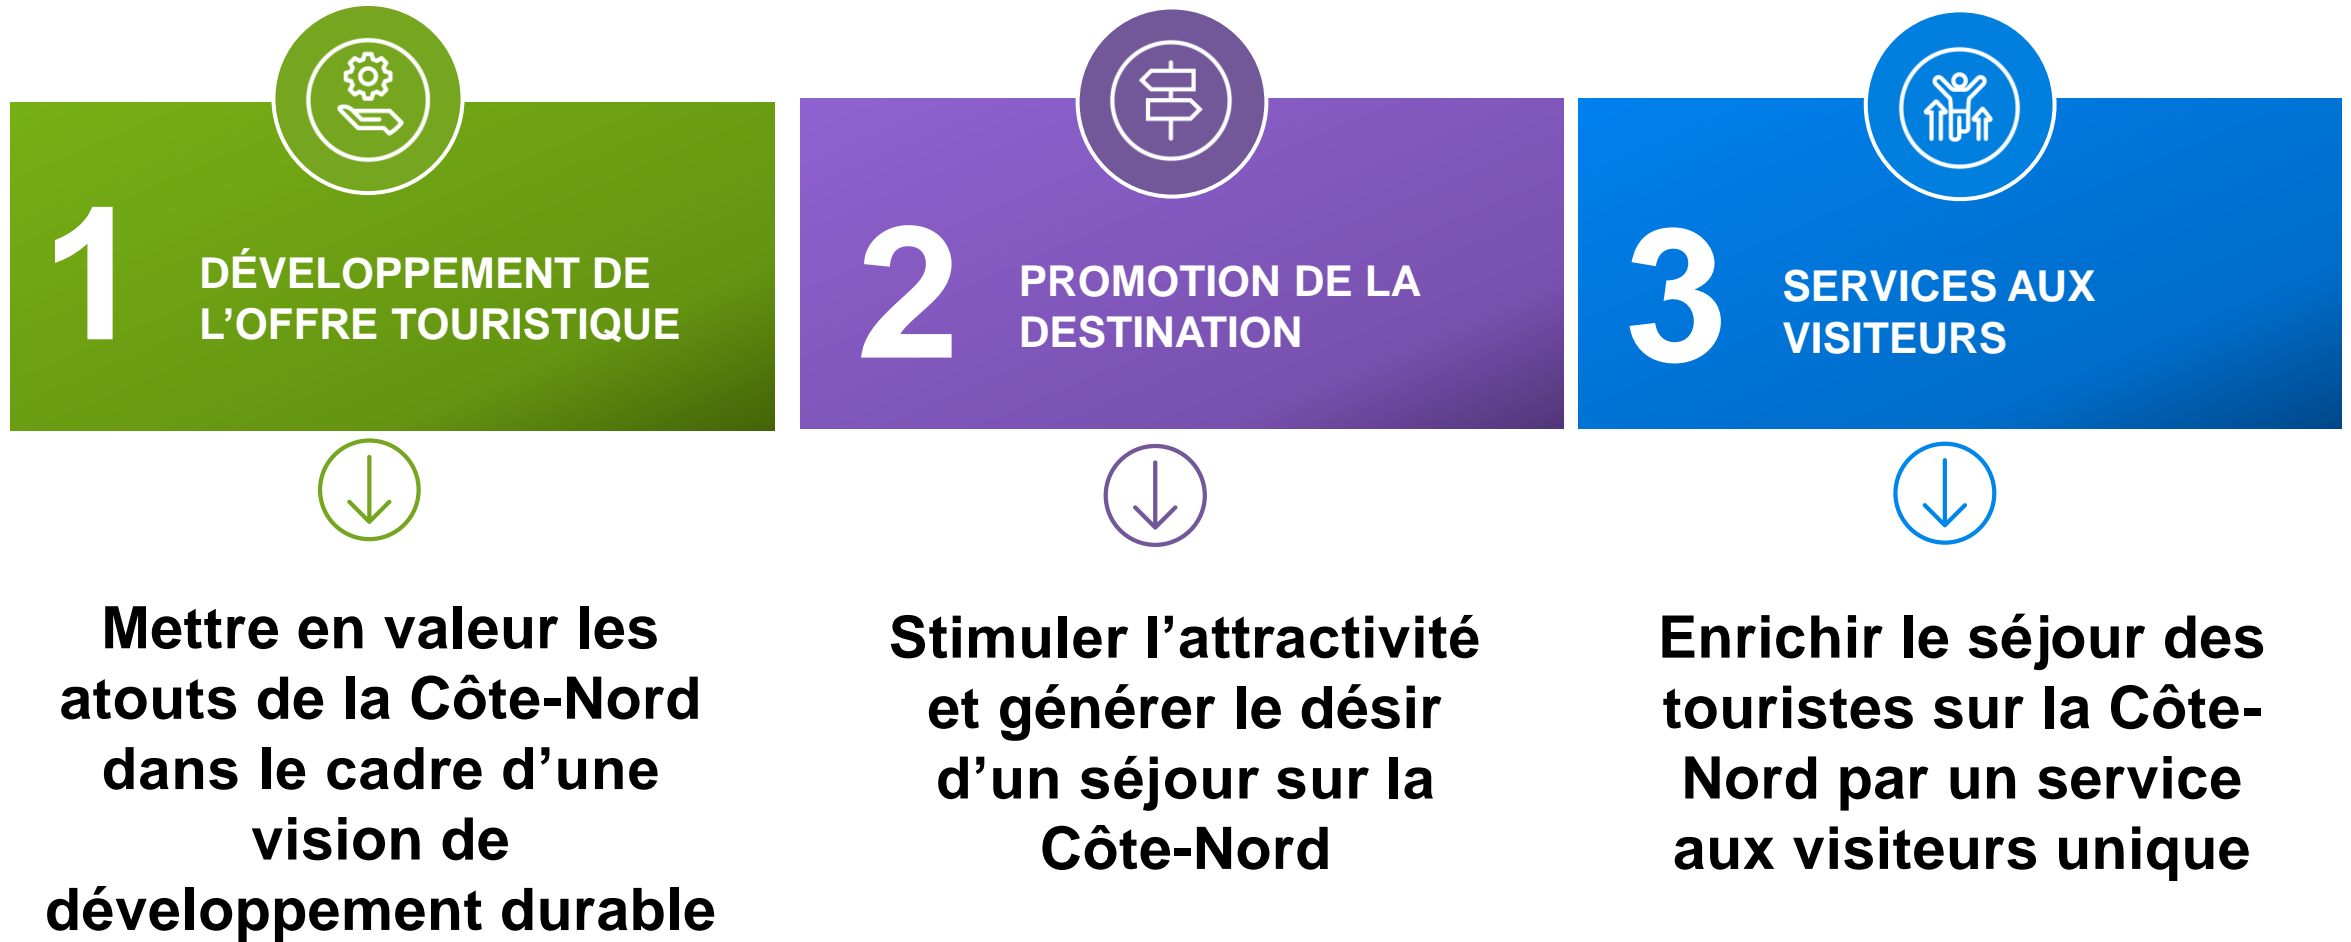 1
DÉVELOPPEMENT DE
L’OFFRE TOURISTIQUE
Mettre en valeur les
atouts de la Côte-Nord
dans le cadre d’une
vision de
développement durable
2
PROMOTION DE LA
DESTINATION
Stimuler l’attractivité
et générer le désir
d’un séjour sur la
Côte-Nord
3
SERVICES AUX
VISITEURS
Enrichir le séjour des
touristes sur la Côte-
Nord par un service
aux visiteurs unique